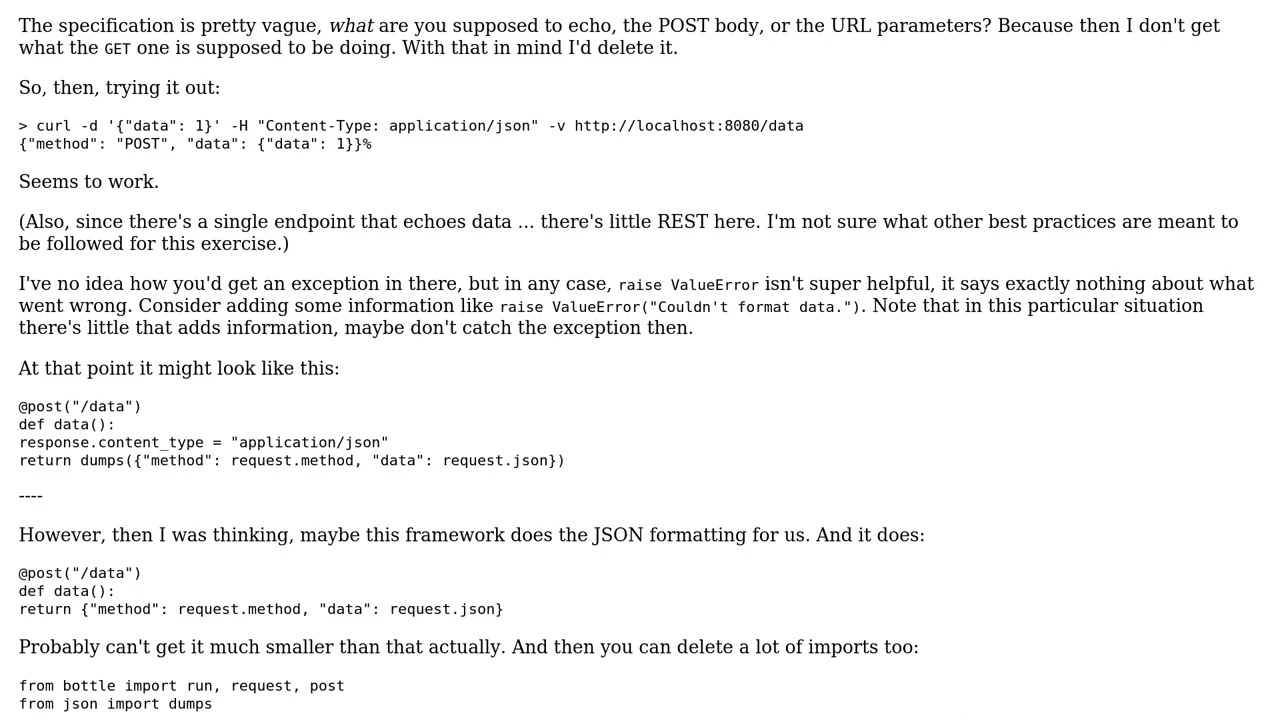 The specification is pretty vague, what are you supposed to echo, the POST body, or the URL parameters? Because then I don't get
what the GET one is supposed to be doing. With that in mind I'd delete it.
So, then, trying it out:
> curl -d '{"data": 1}' -H "Content-Type: application/json" -v http://localhost:8080/data
{"method": "POST", "data": {"data": 1}}%
Seems to work.
(Also, since there's a single endpoint that echoes data ... there's little REST here. I'm not sure what other best practices are meant to
be followed for this exercise.)
I've no idea how you'd get an exception in there, but in any case, raise ValueError isn't super helpful, it says exactly nothing about what
went wrong. Consider adding some information like raise ValueError("Couldn't format data."). Note that in this particular situation
there's little that adds information, maybe don't catch the exception then.
At that point it might look like this:
@post("/data")
def data():
response.content_type = "application/json"
return dumps({"method": request.method, "data": request.json})
----
However, then I was thinking, maybe this framework does the JSON formatting for us. And it does:
@post("/data")
def data():
return {"method": request.method, "data": request.json}
Probably can't get it much smaller than that actually. And then you can delete a lot of imports too:
from bottle import run, request, post
from json import dumps